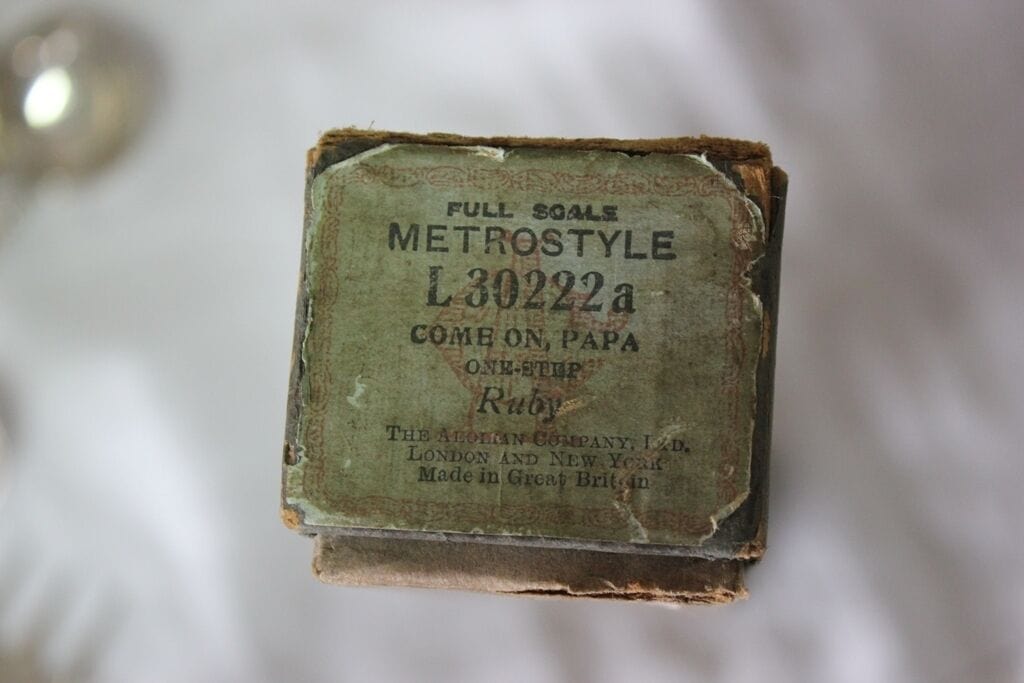 FULL SCALE
METROSTYLE
L 30222a
COME ON, PAPA
ONE-STEP
Ruby
THE AEOLIAN COMPANY, LTD.
LONDON AND NEW YORK
Made in Great Britain